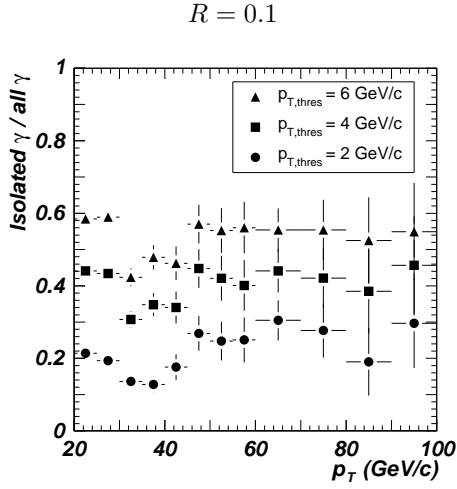 R = 0.1
Isolated γ / all γ
1
0.8
0.6
0.4
0.2
0
p_T,thres = 6 GeV/c
p_T,thres = 4 GeV/c
p_T,thres = 2 GeV/c
20 40 60 80 100
p_T (GeV/c)